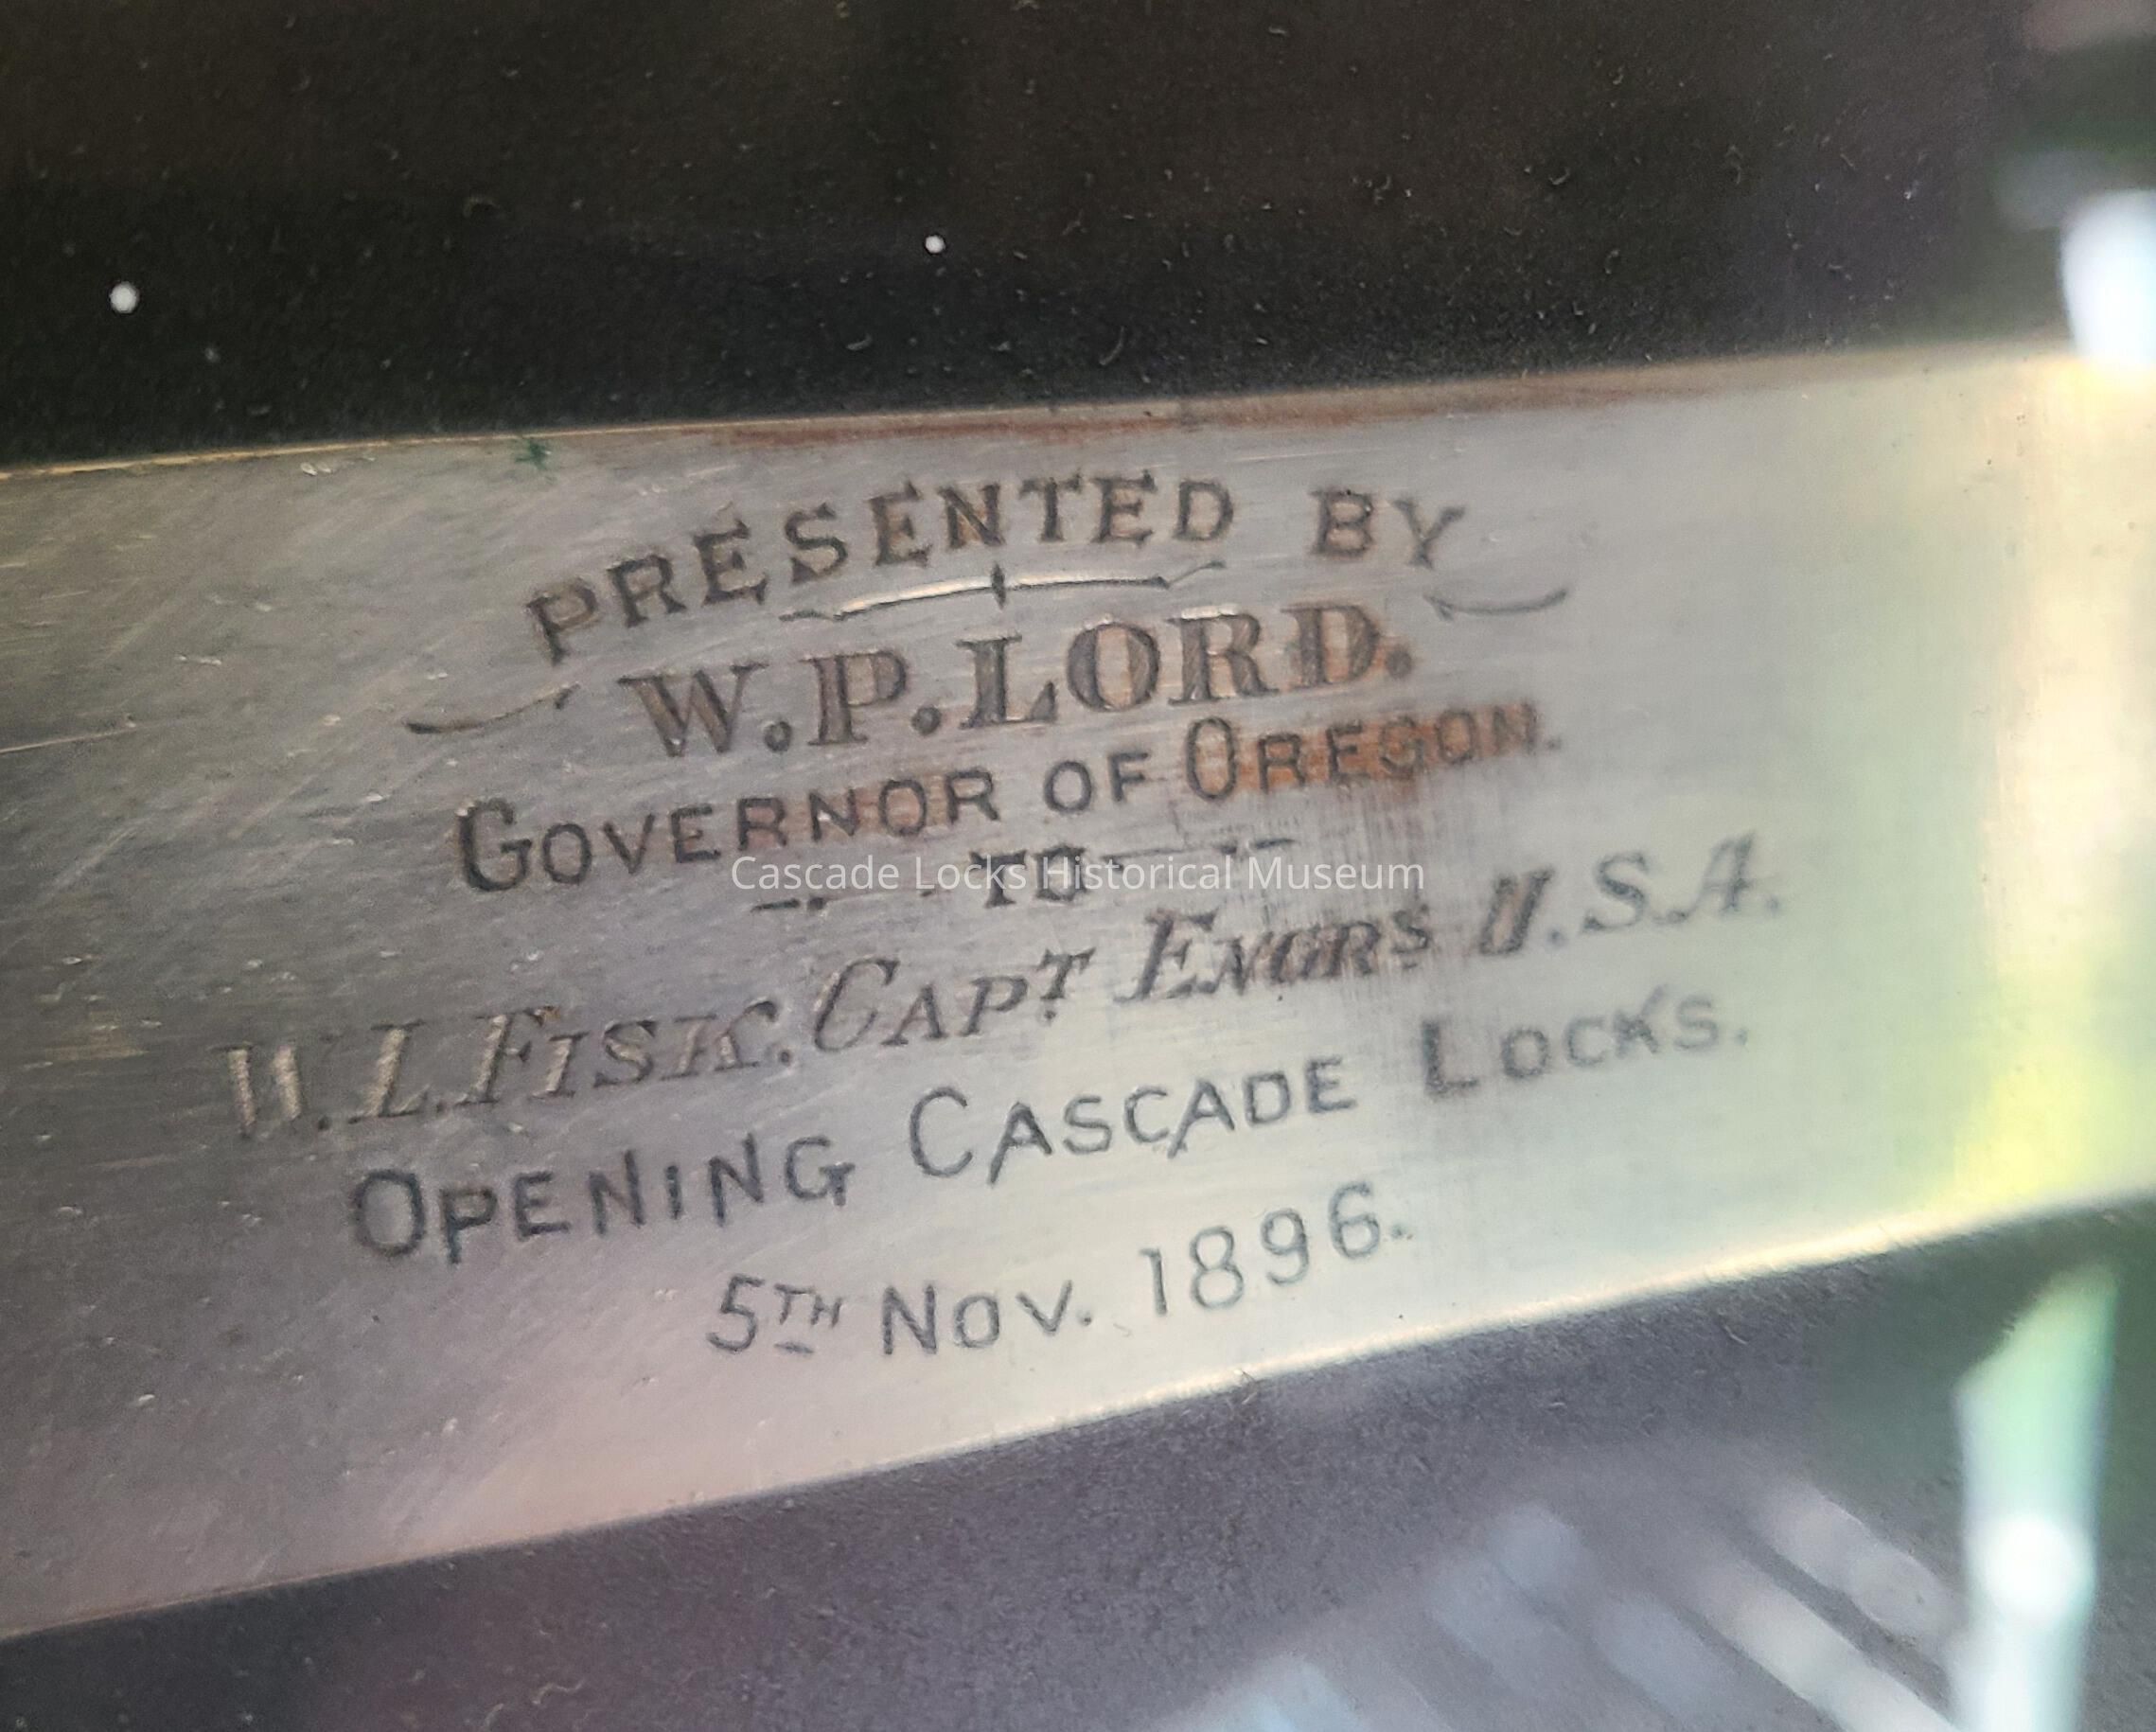 PRESENTED BY
W.P.LORD.
GOVERNOR OF OREGON.
TO
Cascade Locks Historical Museum
W.L.FISK.CAPT ENGRS U.S.A.
OPENING CASCADE LOCKS.
5TH NOV. 1896.